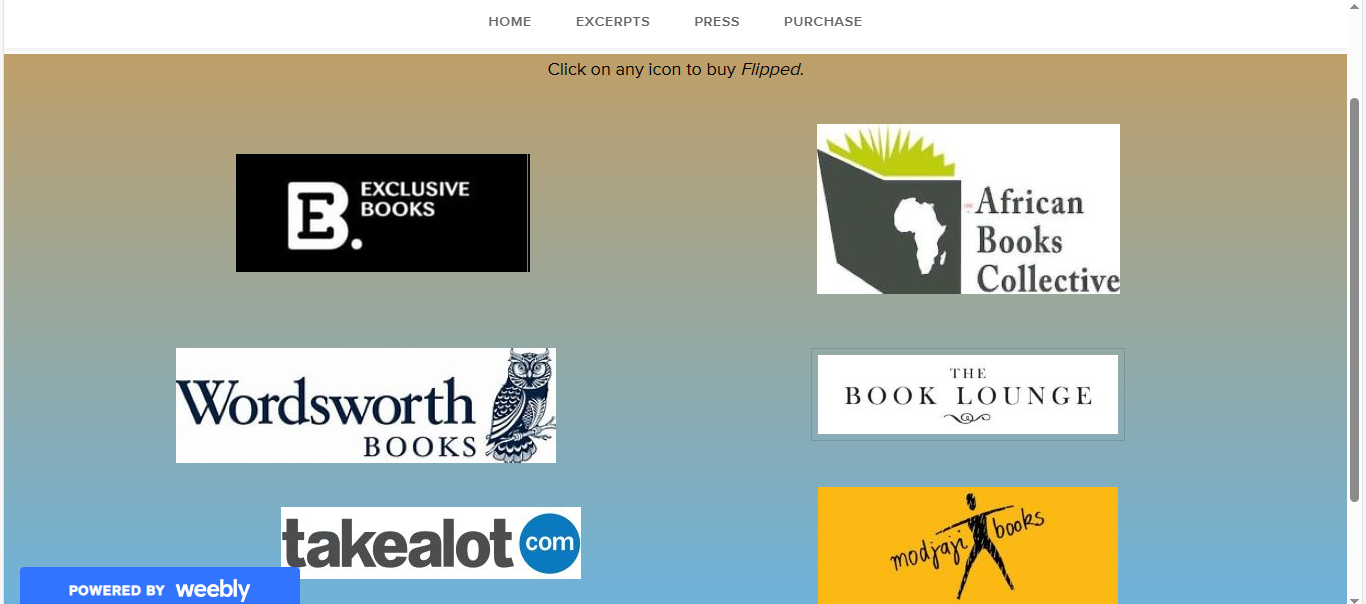 HOME EXCERPTS PRESS PURCHASE
Click on any icon to buy Flipped.
B.
EXCLUSIVE
BOOKS
African
Books
Collective
Wordsworth
BOOKS
THE
BOOK LOUNGE
takealot com
modjaji books
POWERED BY weebly